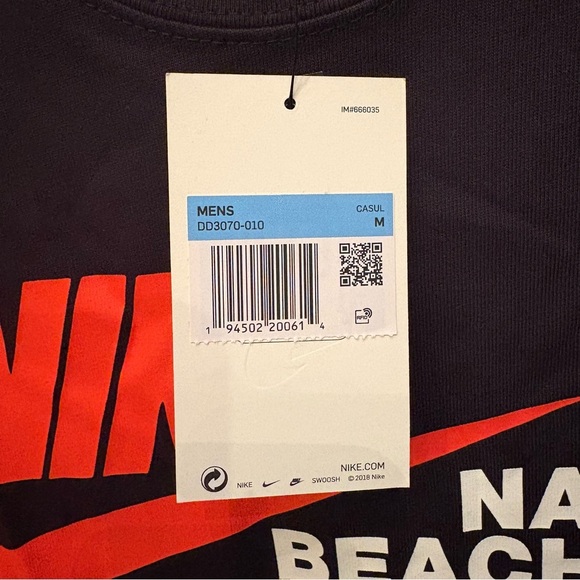 IM#666035
MENS CASUL
DD3070-010 M
1 94502 20061 4
RFID
NIK
NIKE.COM
NIKE SWOOSH © 2018 Nike
NA
BEACH